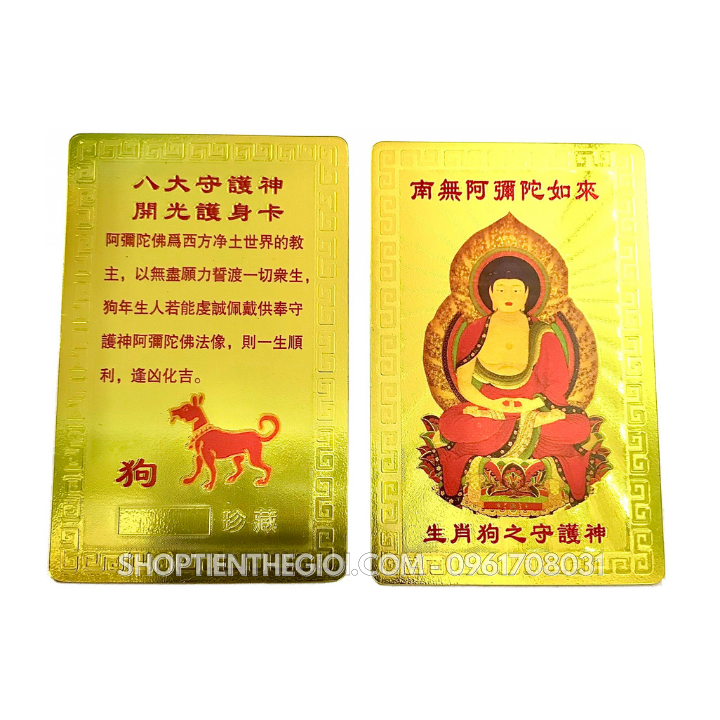 八大守護神
開光護身卡
阿彌陀佛爲西方净土世界的教
主，以無盡願力誓渡一切衆生，
狗年生人若能虔誠佩戴供奉守
護神阿彌陀佛法像，則一生順
利，逢凶化吉。
狗
珍藏
南無阿彌陀如來
生肖狗之守護神
SHOPTIENTHEGIOI.COM - 0961708031